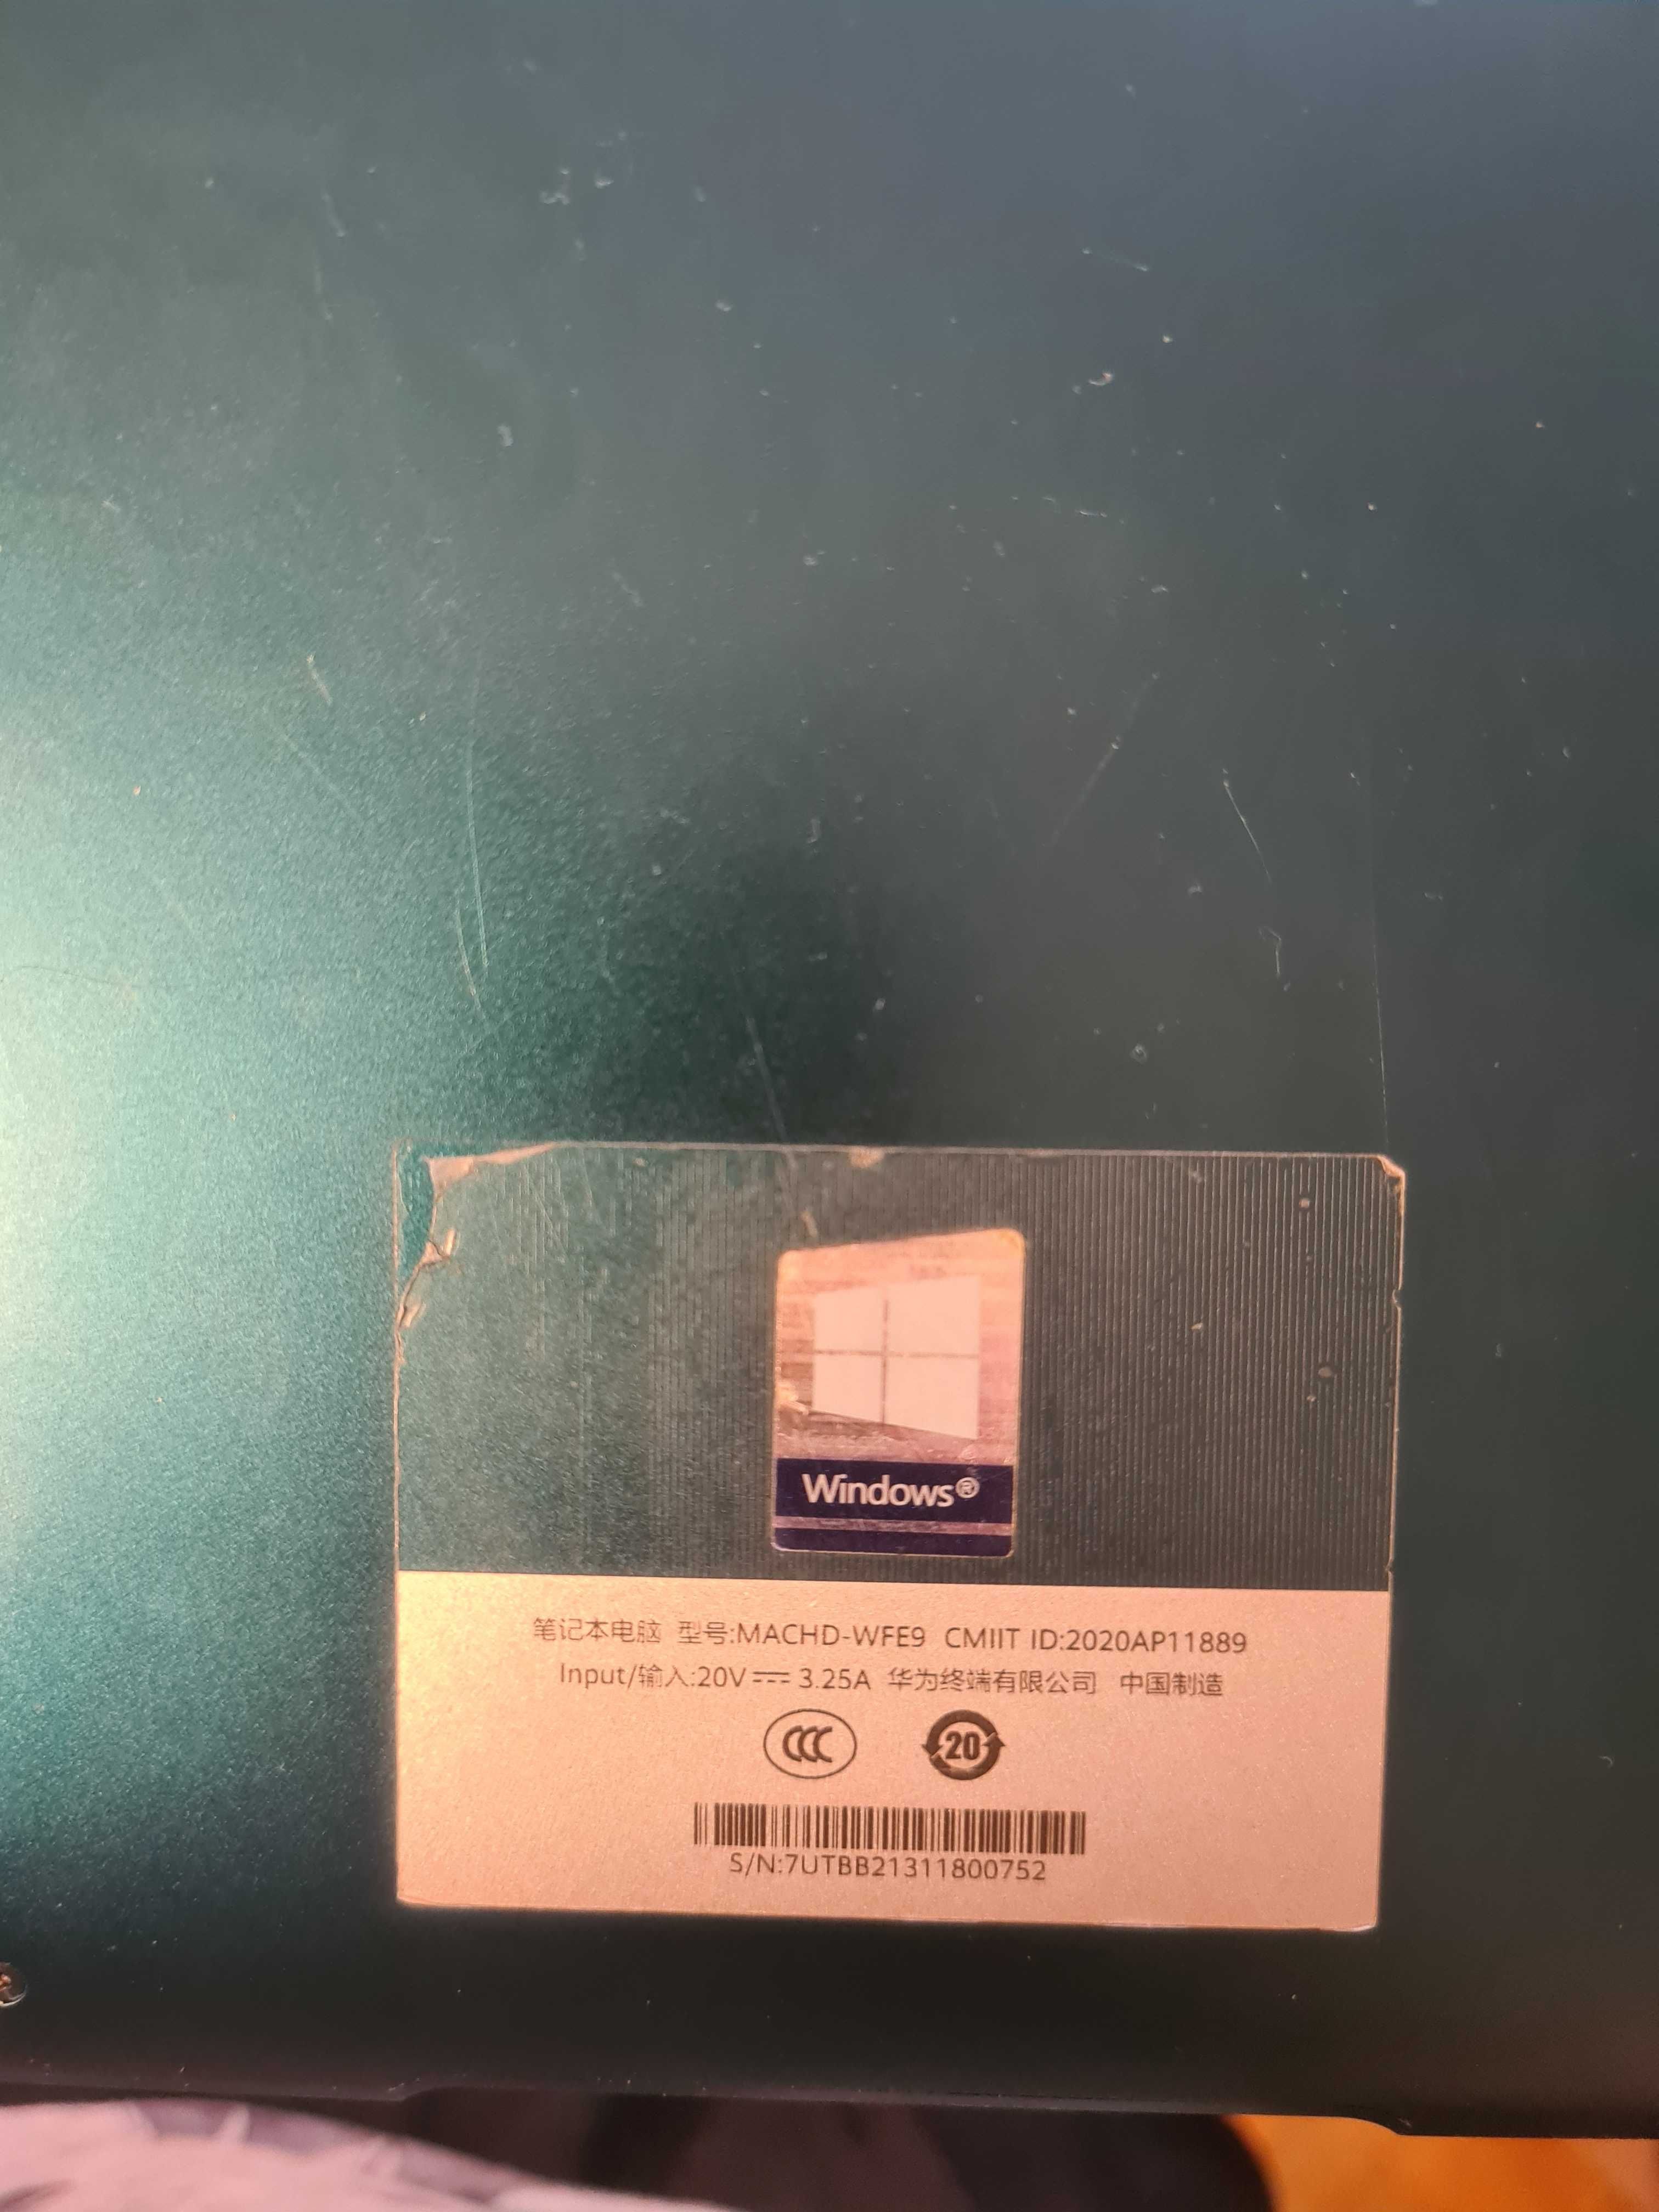 Windows®
笔记本电脑 型号:MACHD-WFE9 CMIIT ID:2020AP11889
Input/输入:20V⎓3.25A 华为终端有限公司 中国制造
CCC 20
S/N:7UTBB21311800752